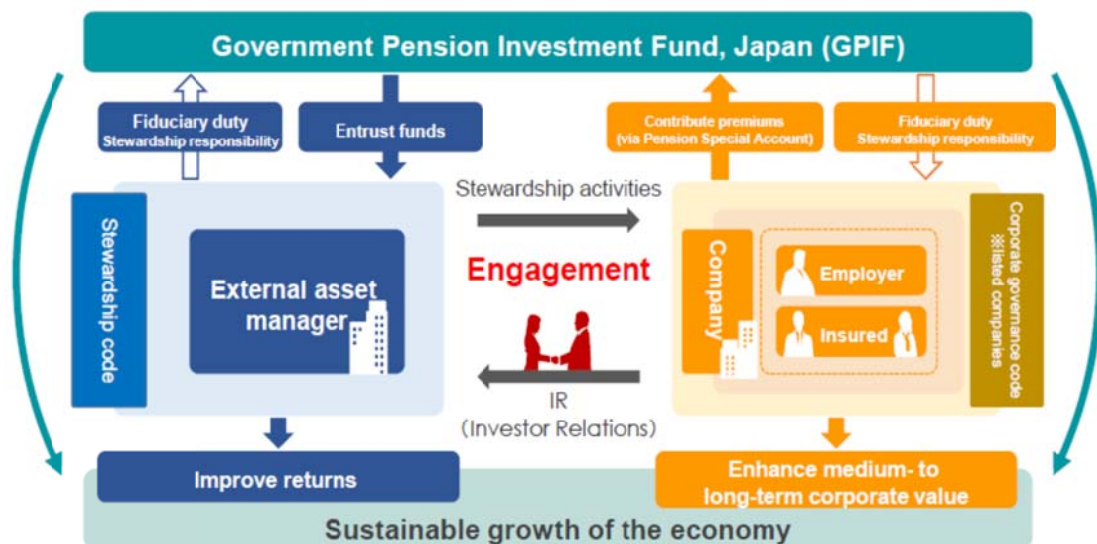 Government Pension Investment Fund, Japan (GPIF)
Fiduciary duty
Stewardship responsibility
Entrust funds
Contribute premiums
(via Pension Special Account)
Fiduciary duty
Stewardship responsibility
Stewardship code
External asset
manager
Stewardship activities
Engagement
IR
(Investor Relations)
Company
Employer
Insured
Corporate governance code
※listed companies
Improve returns
Enhance medium- to
long-term corporate value
Sustainable growth of the economy